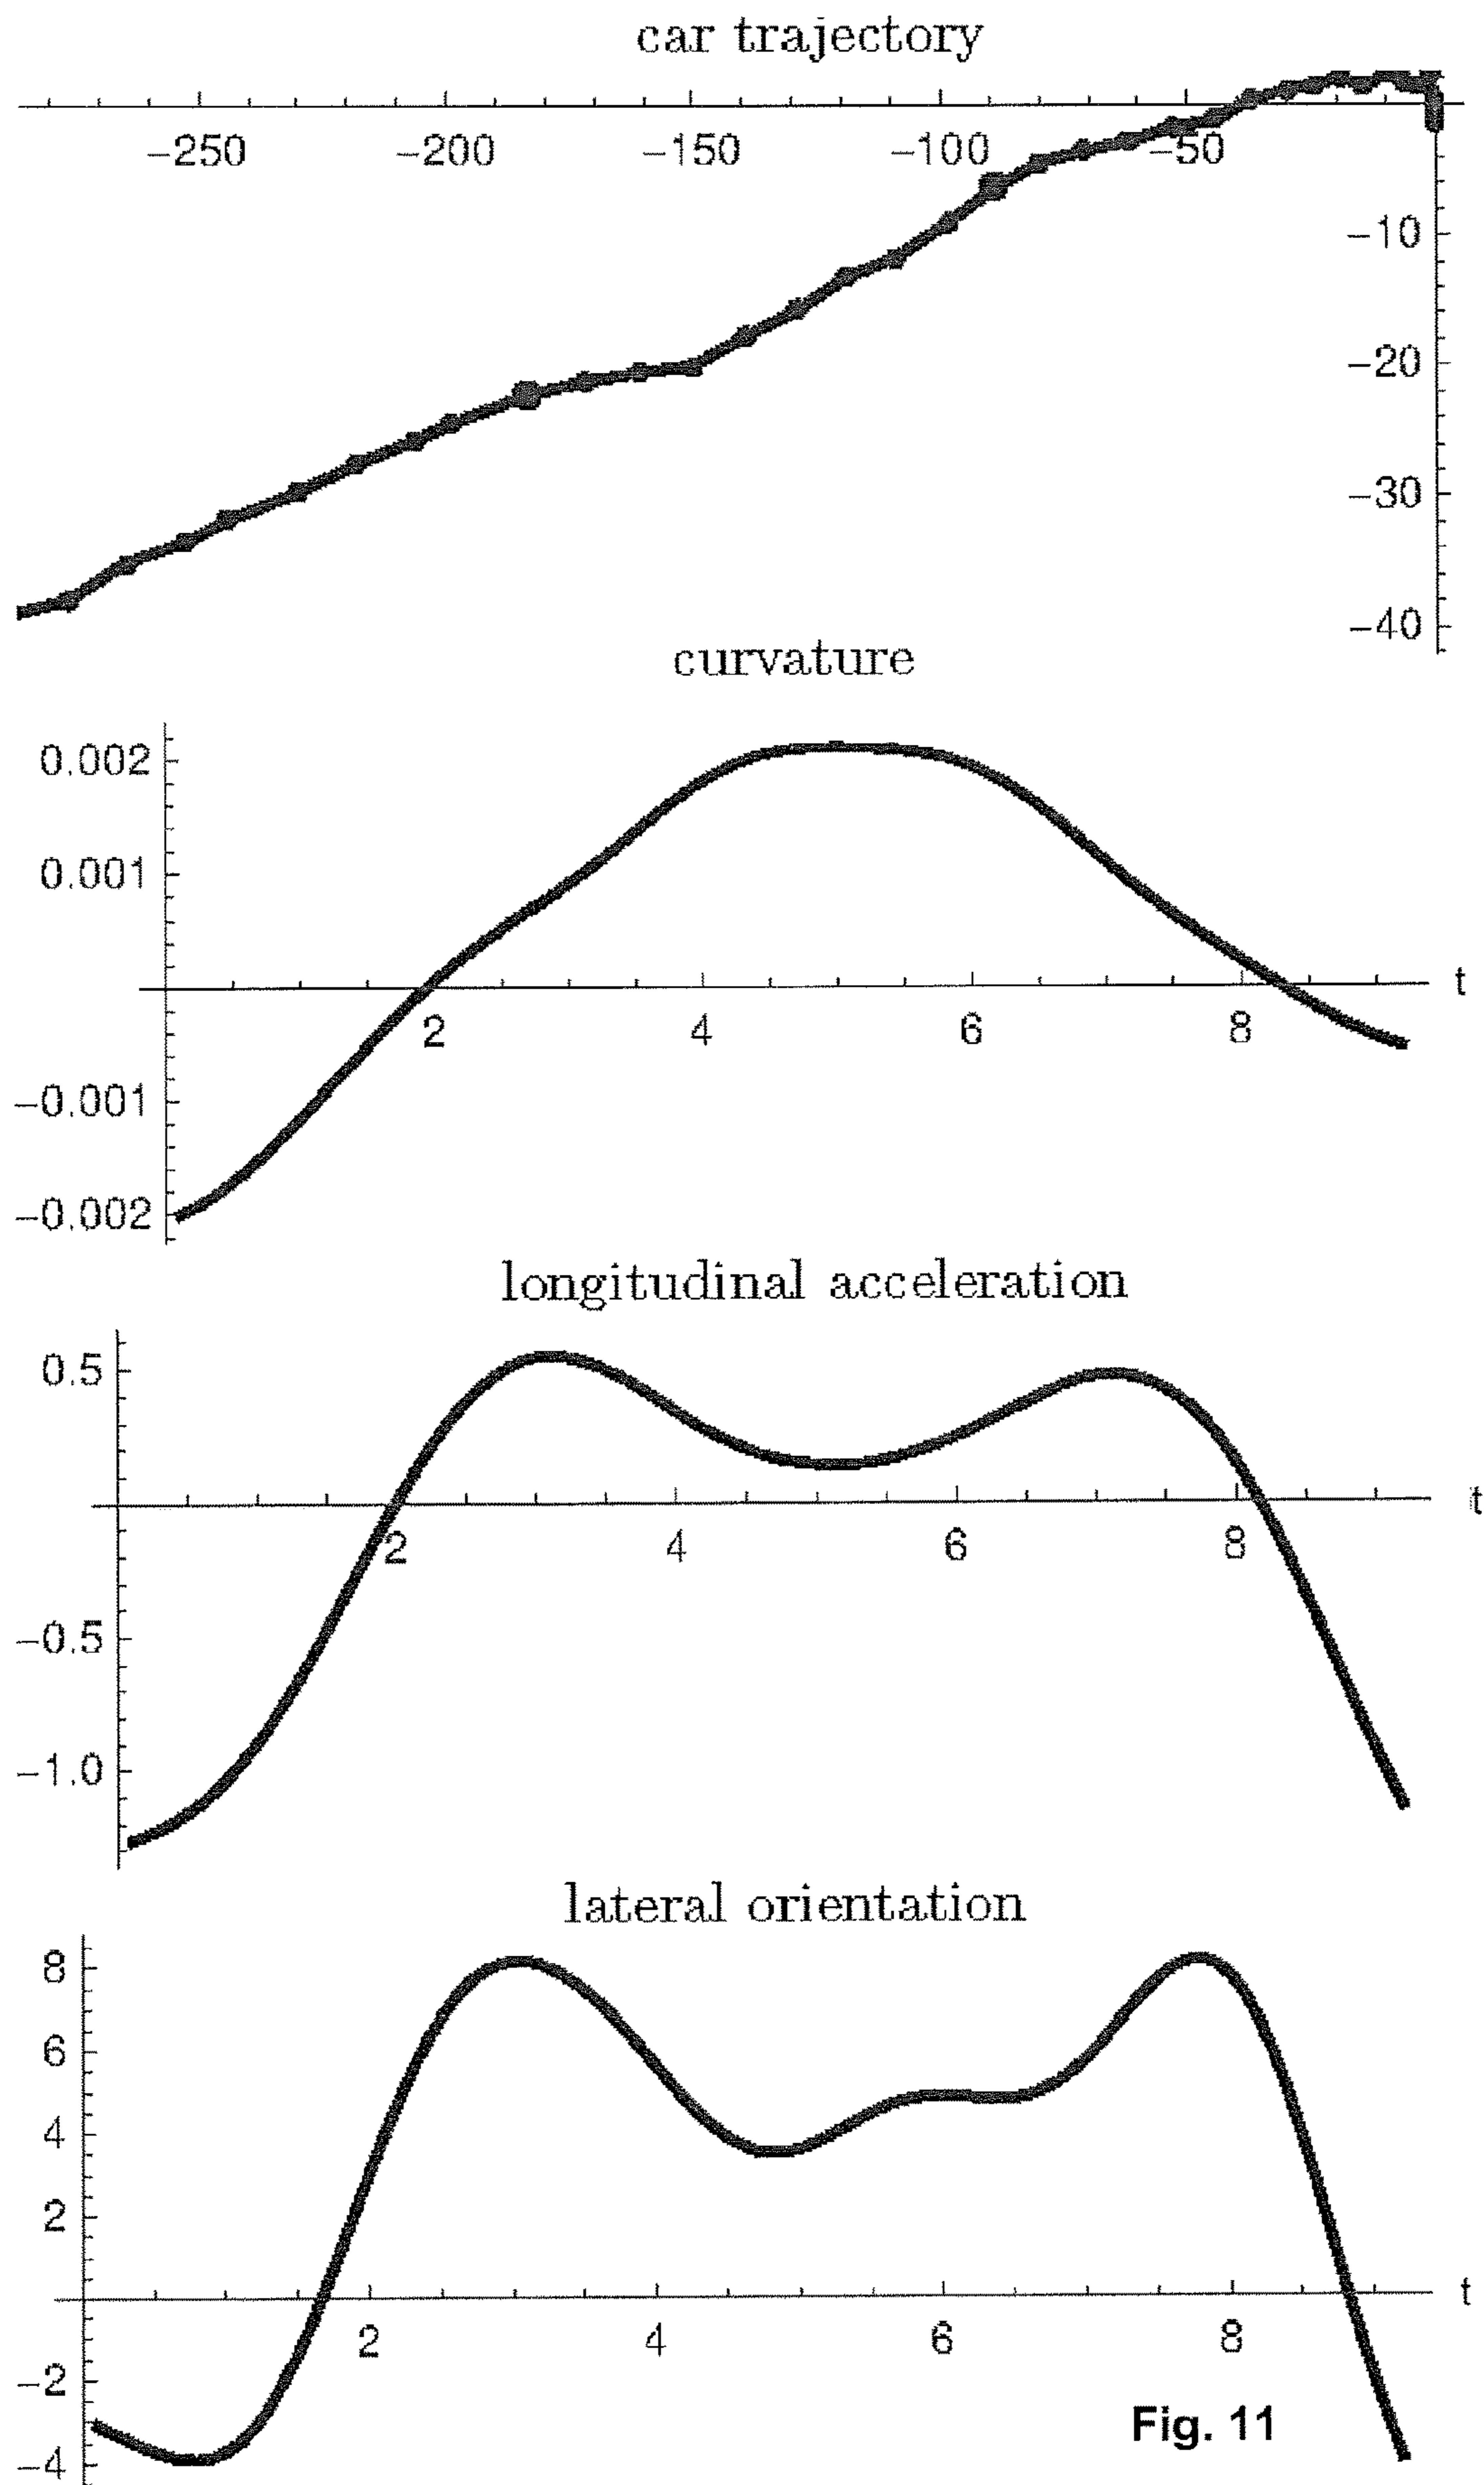 car trajectory
-250 -200 -150 -100 -50
-10
-20
-30
-40
curvature
0.002
0.001
t
2 4 6 8
-0.001
-0.002
longitudinal acceleration
0.5
t
2 4 6 8
-0.5
-1.0
lateral orientation
8
6
4
2
t
2 4 6 8
-2
-4
Fig. 11